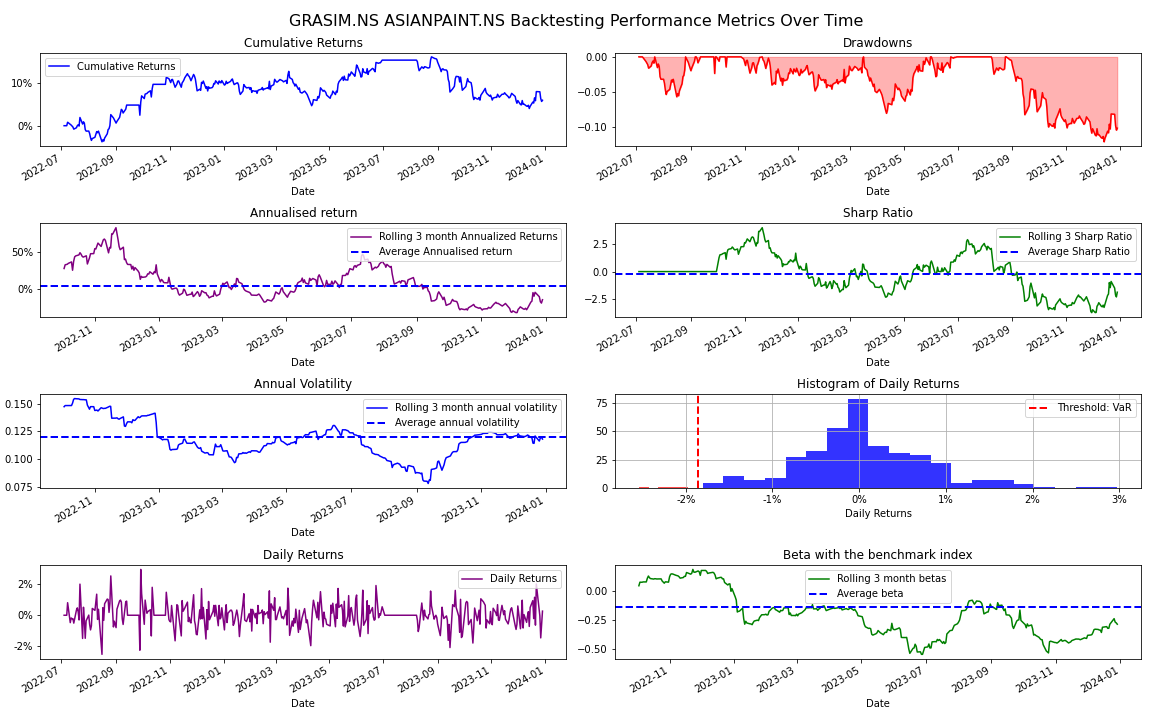 GRASIM.NS ASIANPAINT.NS Backtesting Performance Metrics Over Time
Cumulative Returns
Cumulative Returns
10%
0%
2022-07 2022-09 2022-11 2023-01 2023-03 2023-05 2023-07 2023-09 2023-11 2024-01
Date
Drawdowns
0.00
−0.05
−0.10
2022-07 2022-09 2022-11 2023-01 2023-03 2023-05 2023-07 2023-09 2023-11 2024-01
Date
Annualised return
Rolling 3 month Annualized Returns
Average Annualised return
50%
0%
2022-11 2023-01 2023-03 2023-05 2023-07 2023-09 2023-11 2024-01
Date
Sharp Ratio
Rolling 3 Sharp Ratio
Average Sharp Ratio
2.5
0.0
−2.5
2022-07 2022-09 2022-11 2023-01 2023-03 2023-05 2023-07 2023-09 2023-11 2024-01
Date
Annual Volatility
Rolling 3 month annual volatility
Average annual volatility
0.150
0.125
0.100
0.075
2022-11 2023-01 2023-03 2023-05 2023-07 2023-09 2023-11 2024-01
Date
Histogram of Daily Returns
Threshold: VaR
75
50
25
0
-2% -1% 0% 1% 2% 3%
Daily Returns
Daily Returns
Daily Returns
2%
0%
-2%
2022-07 2022-09 2022-11 2023-01 2023-03 2023-05 2023-07 2023-09 2023-11 2024-01
Date
Beta with the benchmark index
Rolling 3 month betas
Average beta
0.00
−0.25
−0.50
2022-11 2023-01 2023-03 2023-05 2023-07 2023-09 2023-11 2024-01
Date